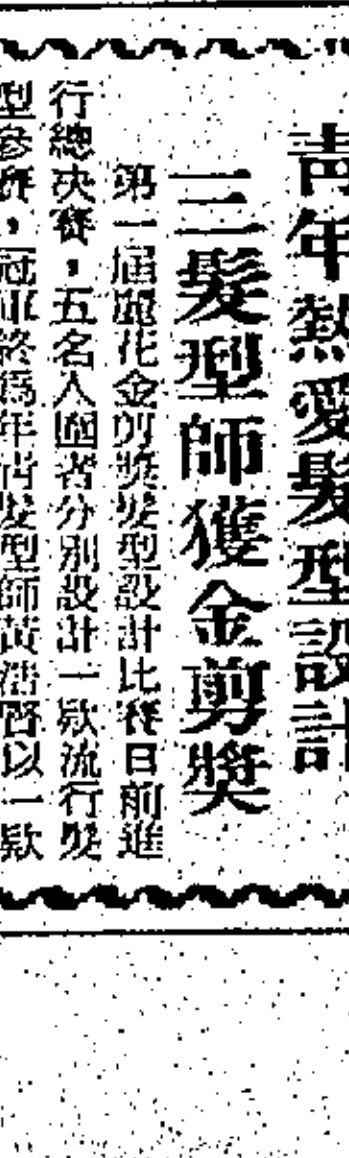 青年熱愛髮型設計
三髮型師獲金剪獎
第一屆麗花金剪獎髮型設計比賽日前進
行總決賽，五名入圍者分別設計一款流行髮
型參賽，冠軍終為年青髮型師黃浩賢以一款